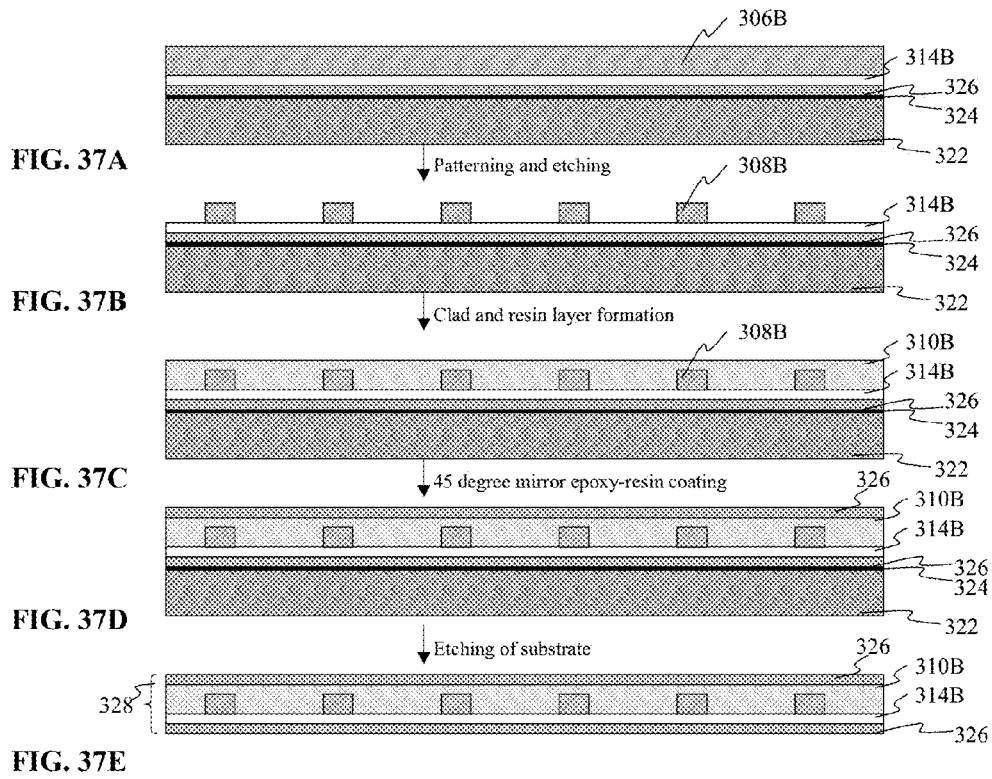 306B
314B
326
324
322
FIG. 37A
Patterning and etching
308B
314B
326
324
322
FIG. 37B
Clad and resin layer formation
308B
310B
314B
326
324
322
FIG. 37C
45 degree mirror epoxy-resin coating
326
310B
314B
326
324
322
FIG. 37D
Etching of substrate
326
310B
314B
328
326
FIG. 37E